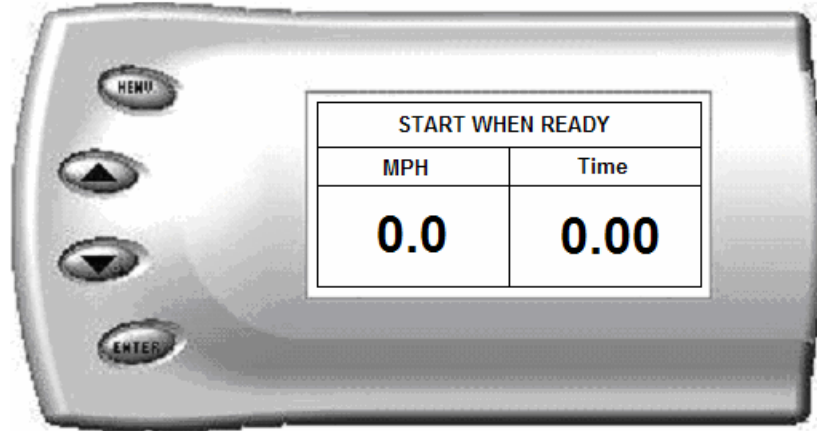 MENU
START WHEN READY
MPH Time
0.0 0.00
ENTER